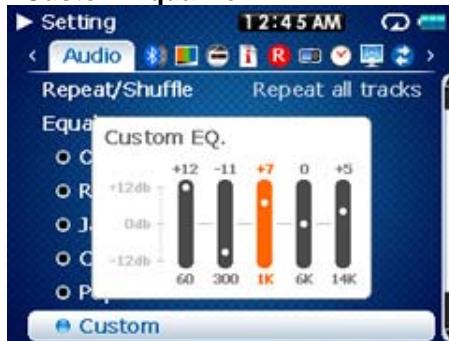 Setting 12:45 AM
Audio R
Repeat/Shuffle Repeat all tracks
Custom EQ.
+12 -11 +7 0 +5
+12db
0db
-12db
60 300 1K 6K 14K
Custom